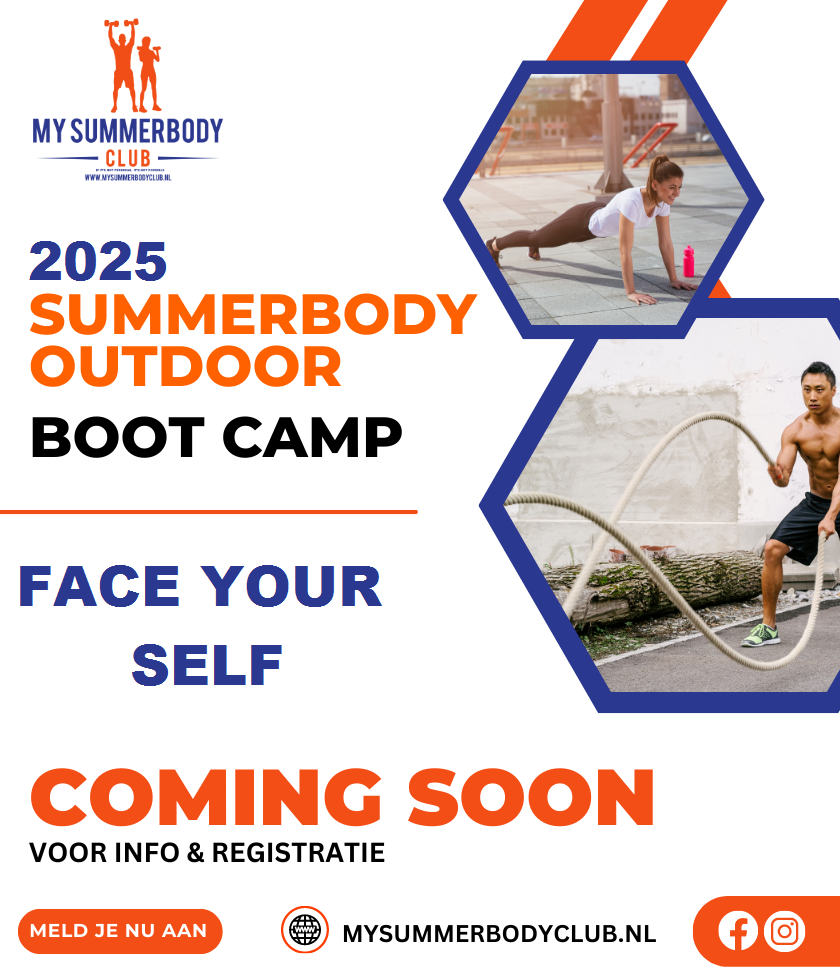 MY SUMMERBODY
CLUB
WWW.MYSUMMERBODYCLUB.NL
2025
SUMMERBODY
OUTDOOR
BOOT CAMP
FACE YOUR
SELF
COMING SOON
VOOR INFO & REGISTRATIE
MELD JE NU AAN
WWW
MYSUMMERBODYCLUB.NL